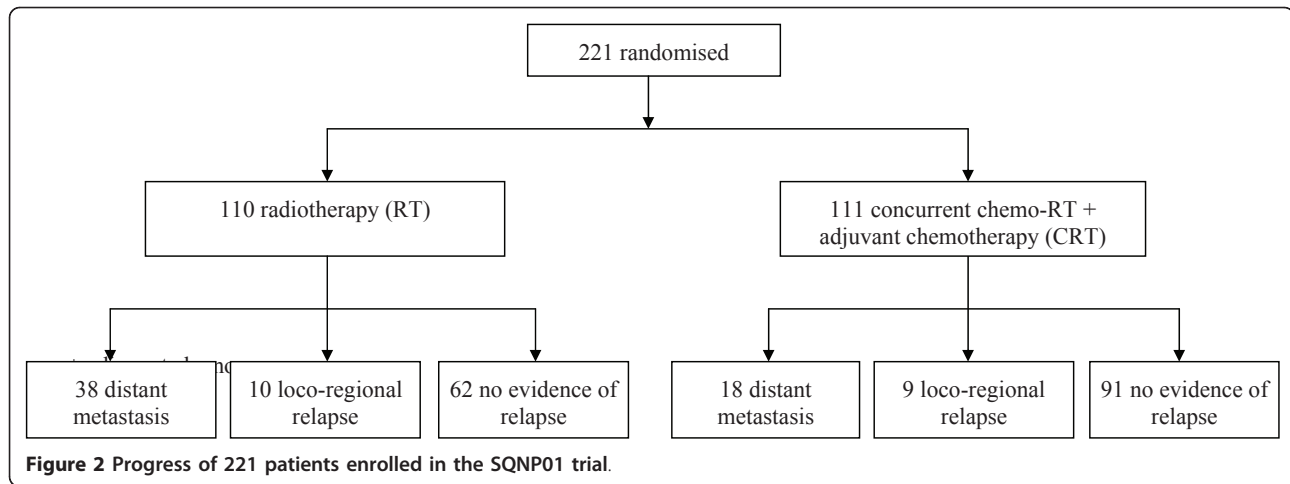 221 randomised
110 radiotherapy (RT)
111 concurrent chemo-RT +
adjuvant chemotherapy (CRT)
38 distant
metastasis
10 loco-regional
relapse
62 no evidence of
relapse
18 distant
metastasis
9 loco-regional
relapse
91 no evidence of
relapse
Figure 2 Progress of 221 patients enrolled in the SQNP01 trial.